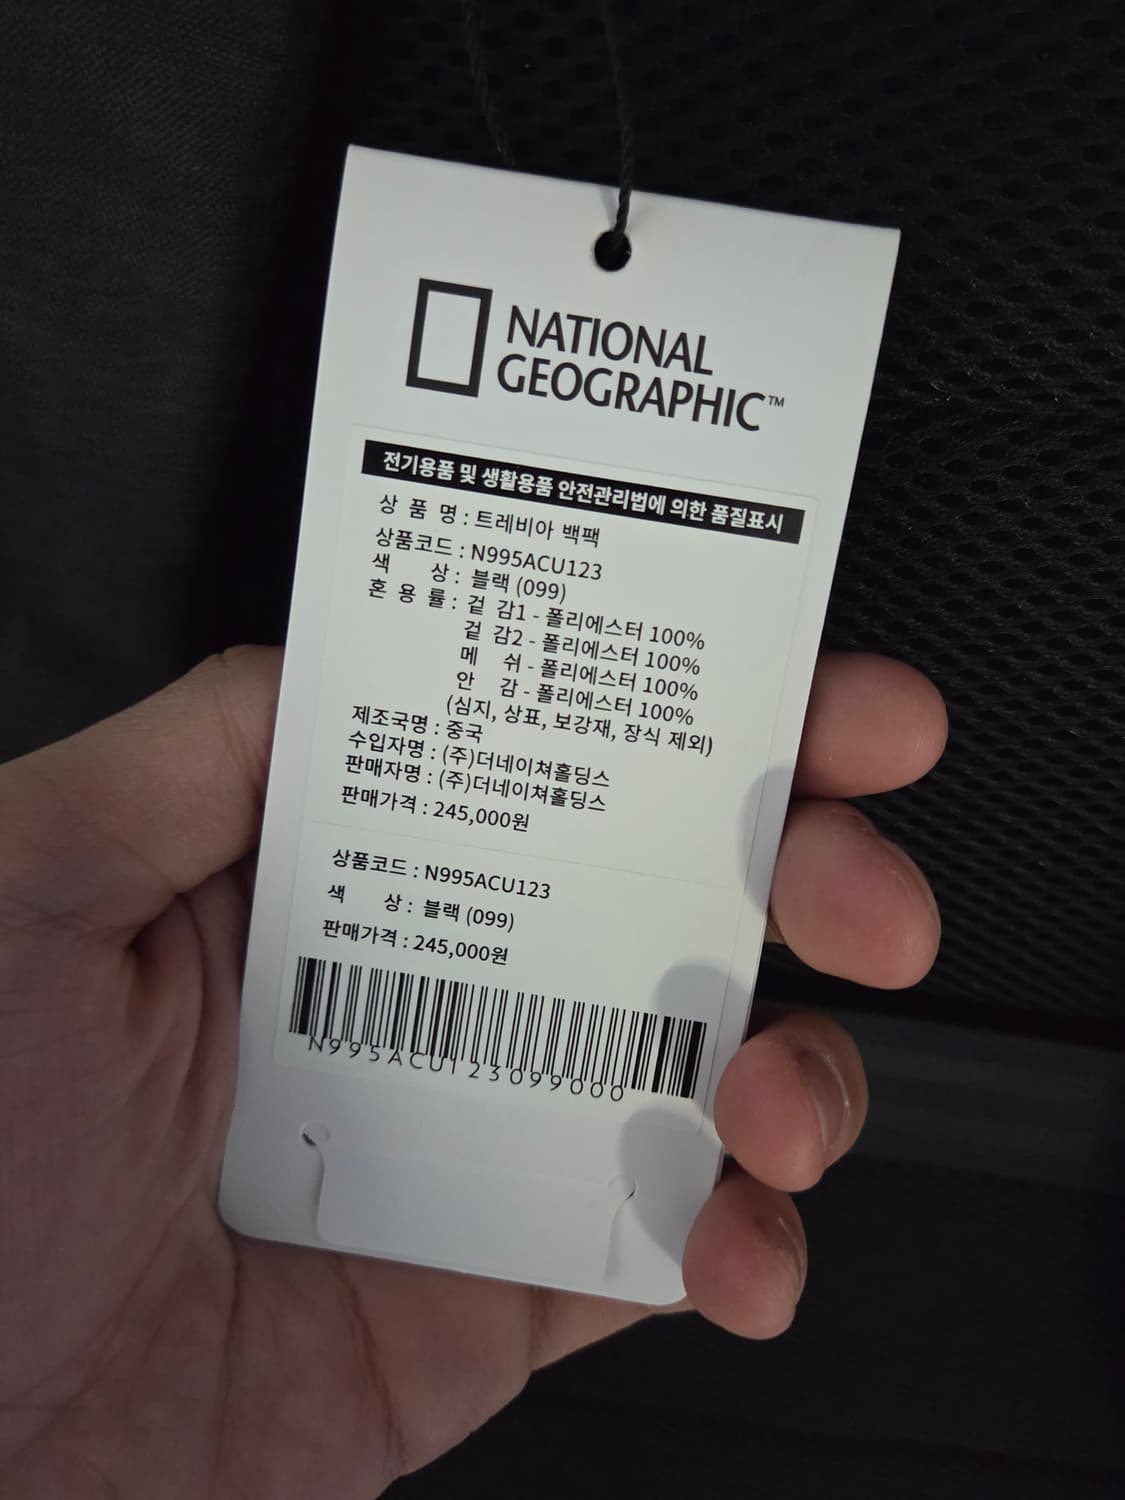 NATIONAL
GEOGRAPHIC™
전기용품 및 생활용품 안전관리법에 의한 품질표시
상 품 명 : 트레비아 백팩
상품코드 : N995ACU123
색 상 : 블랙 (099)
혼 용 률 : 겉 감1 - 폴리에스터 100%
겉 감2 - 폴리에스터 100%
메 쉬 - 폴리에스터 100%
안 감 - 폴리에스터 100%
(심지, 상표, 보강재, 장식 제외)
제조국명 : 중국
수입자명 : (주)더네이쳐홀딩스
판매자명 : (주)더네이쳐홀딩스
판매가격 : 245,000원
상품코드 : N995ACU123
색 상 : 블랙 (099)
판매가격 : 245,000원
N995ACU123099000